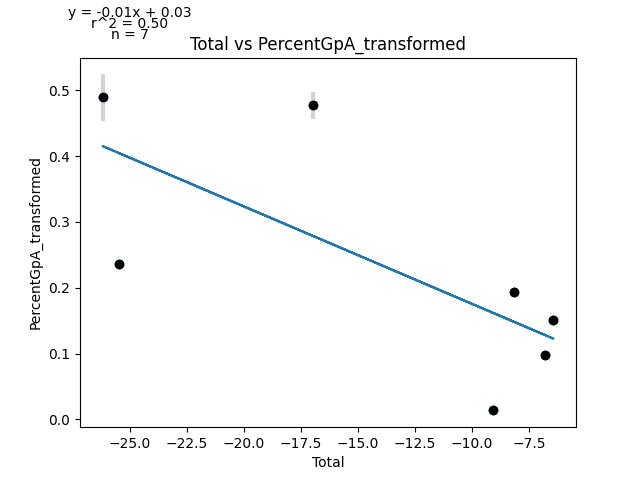 y = -0.01x + 0.03
r^2 = 0.50
n = 7
Total vs PercentGpA_transformed
PercentGpA_transformed
0.5
0.4
0.3
0.2
0.1
0.0
−25.0 −22.5 −20.0 −17.5 −15.0 −12.5 −10.0 −7.5
Total